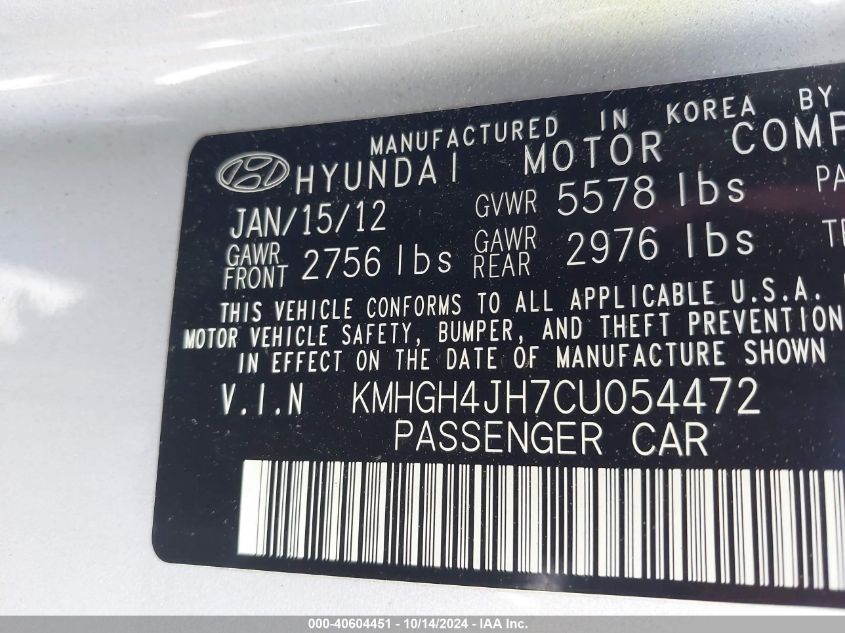 MANUFACTURED IN KOREA BY
HYUNDAI MOTOR
JAN/15/12 GVWR 5578 lbs
GAWR FRONT 2756 lbs GAWR REAR 2976 lbs
THIS VEHICLE CONFORMS TO ALL APPLICABLE U.S.A.
MOTOR VEHICLE SAFETY, BUMPER, AND THEFT PREVENTION
IN EFFECT ON THE DATE OF MANUFACTURE SHOWN
V.I.N KMHGH4JH7CU054472
PASSENGER CAR
000-40604451 - 10/14/2024 - IAA Inc.